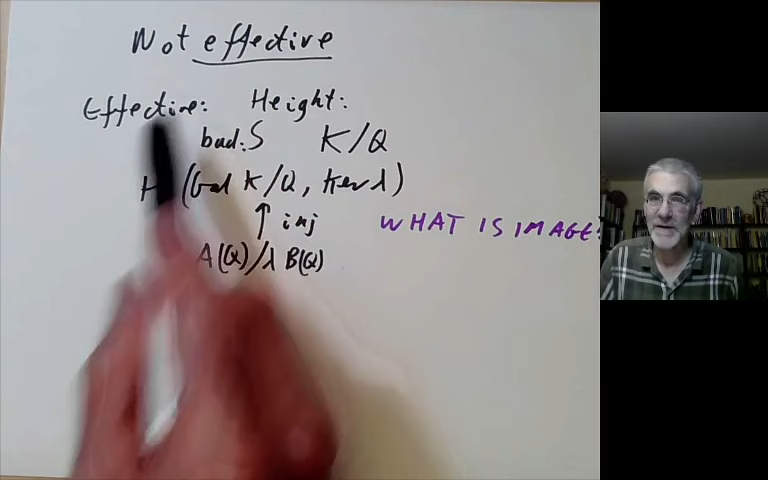 Not effective
Effective: Height:
bad: S K/Q
H (Gal K/Q, Ker λ)
↑ inj WHAT IS IMAGE?
A(Q)/λ B(Q)